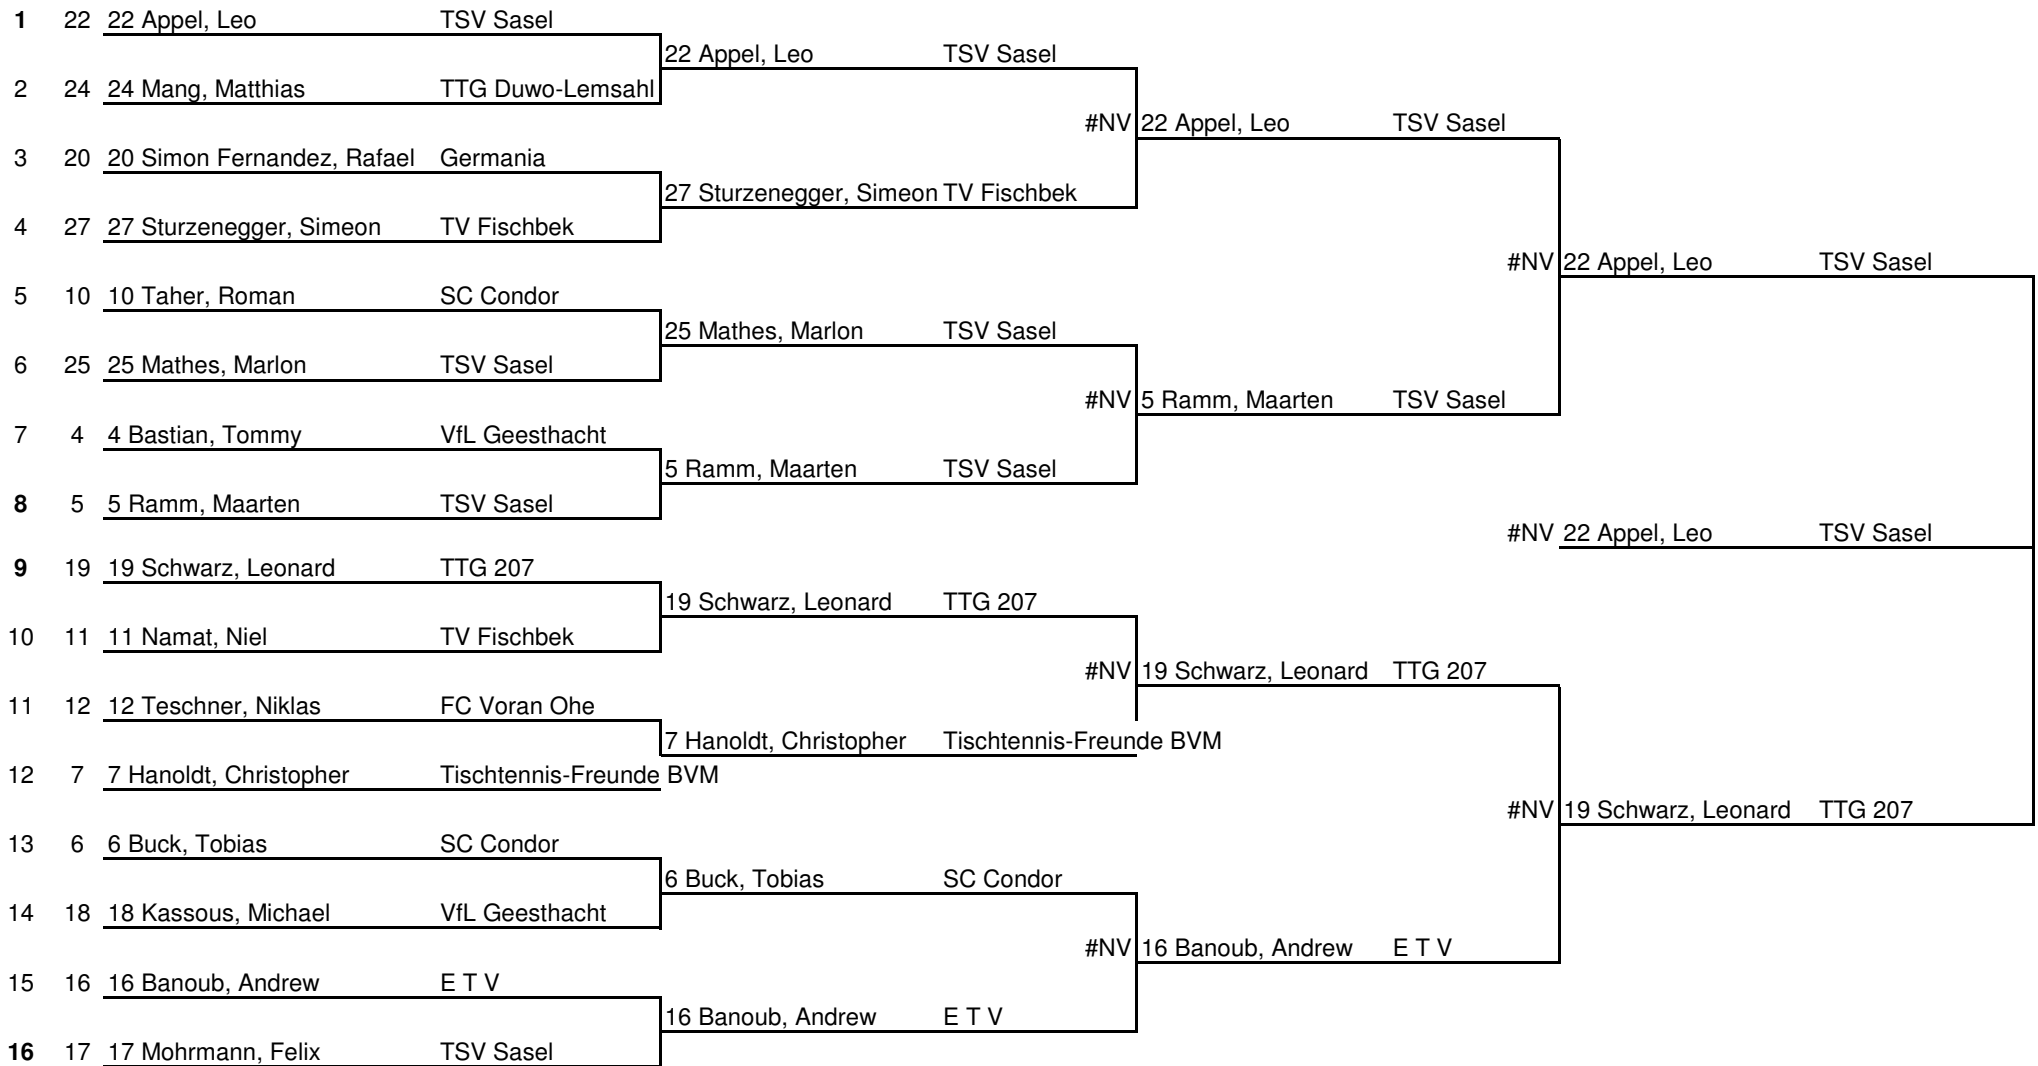 1 22 22 Appel, Leo TSV Sasel
22 Appel, Leo TSV Sasel
2 24 24 Mang, Matthias TTG Duwo-Lemsahl
#NV 22 Appel, Leo TSV Sasel
3 20 20 Simon Fernandez, Rafael Germania
27 Sturzenegger, Simeon TV Fischbek
4 27 27 Sturzenegger, Simeon TV Fischbek
#NV 22 Appel, Leo TSV Sasel
5 10 10 Taher, Roman SC Condor
25 Mathes, Marlon TSV Sasel
6 25 25 Mathes, Marlon TSV Sasel
#NV 5 Ramm, Maarten TSV Sasel
7 4 4 Bastian, Tommy VfL Geesthacht
5 Ramm, Maarten TSV Sasel
8 5 5 Ramm, Maarten TSV Sasel
#NV 22 Appel, Leo TSV Sasel
9 19 19 Schwarz, Leonard TTG 207
19 Schwarz, Leonard TTG 207
10 11 11 Namat, Niel TV Fischbek
#NV 19 Schwarz, Leonard TTG 207
11 12 12 Teschner, Niklas FC Voran Ohe
7 Hanoldt, Christopher Tischtennis-Freunde BVM
12 7 7 Hanoldt, Christopher Tischtennis-Freunde BVM
#NV 19 Schwarz, Leonard TTG 207
13 6 6 Buck, Tobias SC Condor
6 Buck, Tobias SC Condor
14 18 18 Kassous, Michael VfL Geesthacht
#NV 16 Banoub, Andrew E T V
15 16 16 Banoub, Andrew E T V
16 Banoub, Andrew E T V
16 17 17 Mohrmann, Felix TSV Sasel